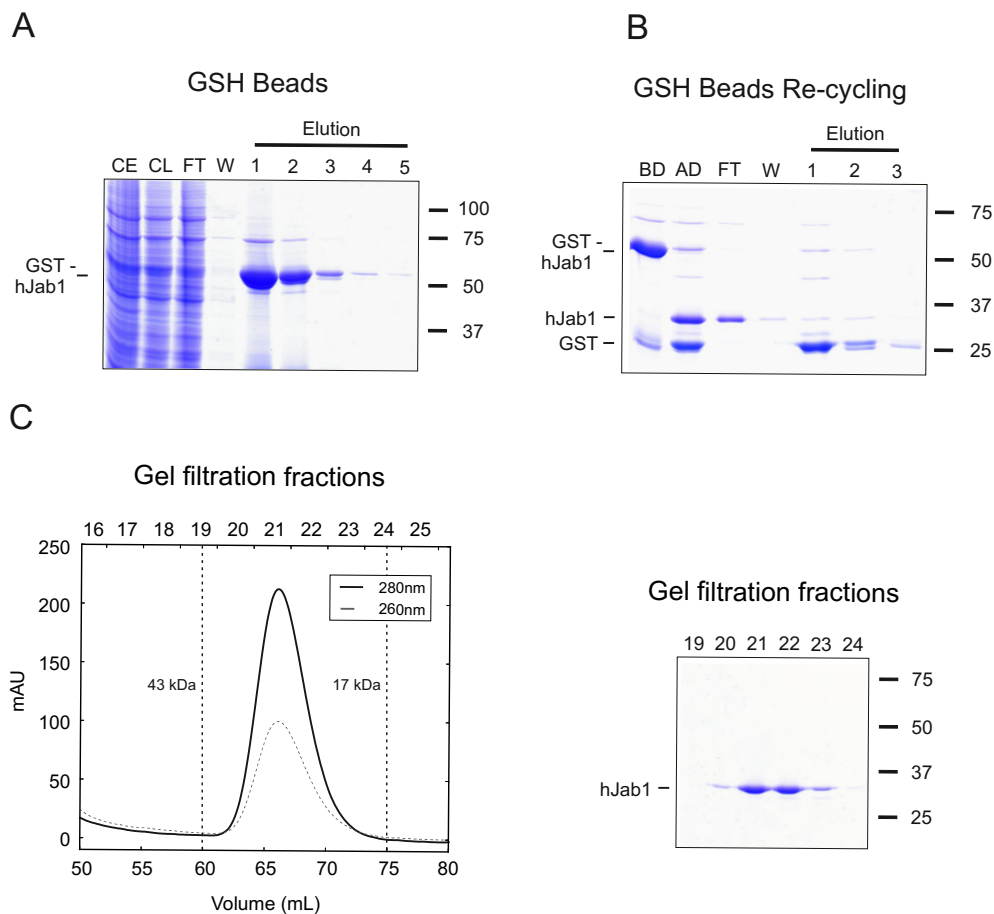 A
GSH Beads
Elution
CE CL FT W 1 2 3 4 5
GST -
hJab1
100
75
50
37
B
GSH Beads Re-cycling
Elution
BD AD FT W 1 2 3
GST -
hJab1
hJab1
GST
75
50
37
25
C
Gel filtration fractions
16 17 18 19 20 21 22 23 24 25
250
200
150
100
50
0
mAU
280nm
260nm
43 kDa
17 kDa
50 55 60 65 70 75 80
Volume (mL)
Gel filtration fractions
19 20 21 22 23 24
hJab1
75
50
37
25